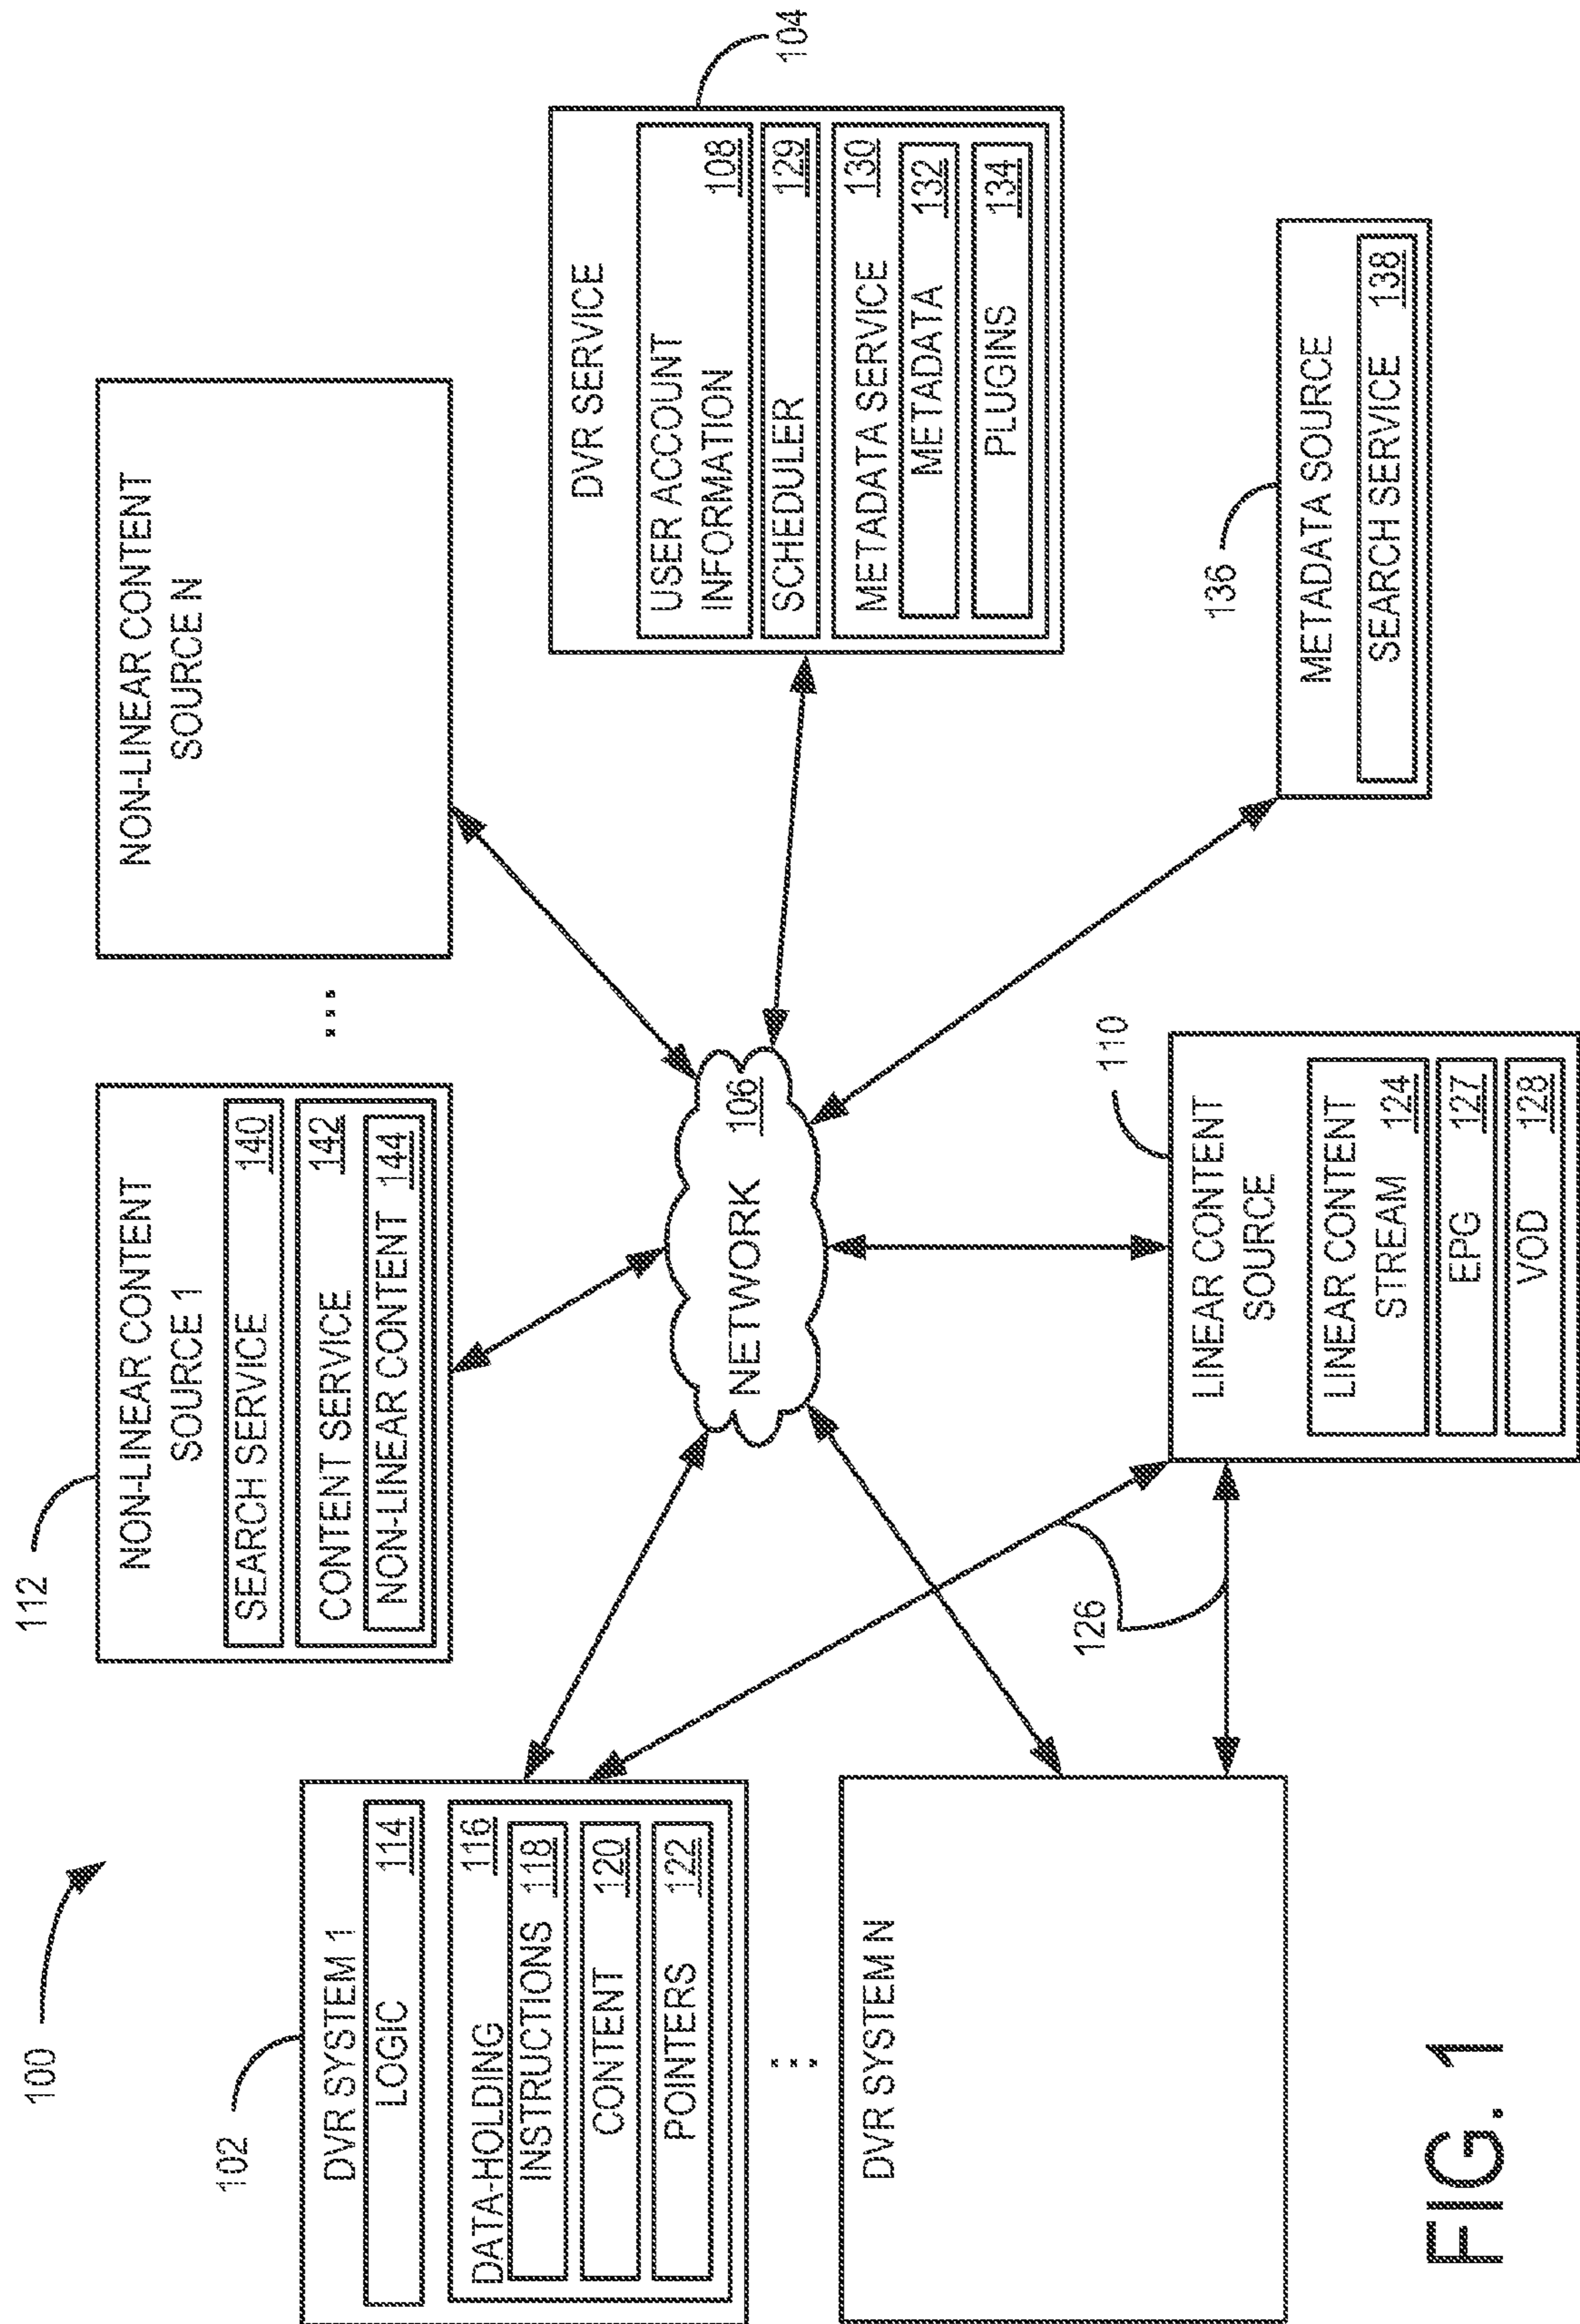 100
102
DVR SYSTEM 1
LOGIC 114
DATA-HOLDING 116
INSTRUCTIONS 118
CONTENT 120
POINTERS 122
...
DVR SYSTEM N
112
NON-LINEAR CONTENT
SOURCE 1
SEARCH SERVICE 140
CONTENT SERVICE 142
NON-LINEAR CONTENT 144
...
NON-LINEAR CONTENT
SOURCE N
NETWORK 106
126
110
LINEAR CONTENT
SOURCE
LINEAR CONTENT
STREAM 124
EPG 127
VOD 128
104
DVR SERVICE
USER ACCOUNT
INFORMATION 108
SCHEDULER 129
METADATA SERVICE 130
METADATA 132
PLUGINS 134
136
METADATA SOURCE
SEARCH SERVICE 138
FIG. 1